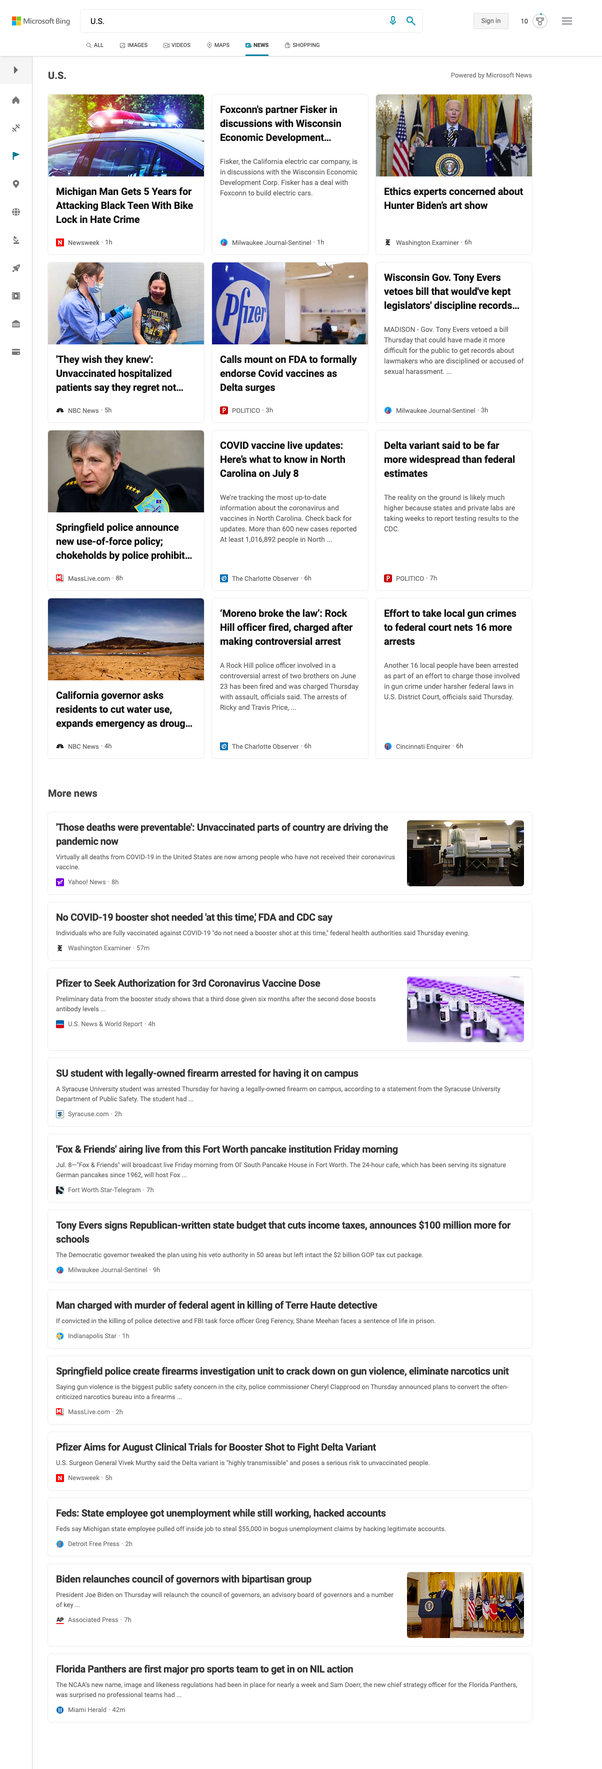 Microsoft Bing
U.S.
Sign in
10
ALL
IMAGES
VIDEOS
MAPS
NEWS
SHOPPING
U.S.
Powered by Microsoft News
Michigan Man Gets 5 Years for
Attacking Black Teen With Bike
Lock in Hate Crime
Newsweek · 1h
Foxconn's partner Fisker in
discussions with Wisconsin
Economic Development...
Fisker, the California electric car company, is
in discussions with the Wisconsin Economic
Development Corp. Fisker has a deal with
Foxconn to build electric cars.
Milwaukee Journal-Sentinel · 1h
Ethics experts concerned about
Hunter Biden's art show
Washington Examiner · 6h
'They wish they knew':
Unvaccinated hospitalized
patients say they regret not...
NBC News · 5h
Pfizer
Calls mount on FDA to formally
endorse Covid vaccines as
Delta surges
POLITICO · 3h
Wisconsin Gov. Tony Evers
vetoes bill that would've kept
legislators' discipline records...
MADISON - Gov. Tony Evers vetoed a bill
Thursday that could have made it more
difficult for the public to get records about
lawmakers who are disciplined or accused of
sexual harassment. ...
Milwaukee Journal-Sentinel · 3h
Springfield police announce
new use-of-force policy;
chokeholds by police prohibit...
MassLive.com · 8h
COVID vaccine live updates:
Here's what to know in North
Carolina on July 8
We're tracking the most up-to-date
information about the coronavirus and
vaccines in North Carolina. Check back for
updates. More than 600 new cases reported
At least 1,016,892 people in North ...
The Charlotte Observer · 6h
Delta variant said to be far
more widespread than federal
estimates
The reality on the ground is likely much
higher because states and private labs are
taking weeks to report testing results to the
CDC.
POLITICO · 7h
California governor asks
residents to cut water use,
expands emergency as droug...
NBC News · 4h
'Moreno broke the law': Rock
Hill officer fired, charged after
making controversial arrest
A Rock Hill police officer involved in a
controversial arrest of two brothers on June
23 has been fired and was charged Thursday
with assault, officials said. The arrests of
Ricky and Travis Price, ...
The Charlotte Observer · 6h
Effort to take local gun crimes
to federal court nets 16 more
arrests
Another 16 local people have been arrested
as part of an effort to charge those involved
in gun crime under harsher federal laws in
U.S. District Court, officials said Thursday.
Cincinnati Enquirer · 6h
More news
'Those deaths were preventable': Unvaccinated parts of country are driving the
pandemic now
Virtually all deaths from COVID-19 in the United States are now among people who have not received their coronavirus
vaccine.
Yahoo! News · 8h
No COVID-19 booster shot needed 'at this time,' FDA and CDC say
Individuals who are fully vaccinated against COVID-19 "do not need a booster shot at this time," federal health authorities said Thursday evening.
Washington Examiner · 57m
Pfizer to Seek Authorization for 3rd Coronavirus Vaccine Dose
Preliminary data from the booster study shows that a third dose given six months after the second dose boosts
antibody levels ...
U.S. News & World Report · 4h
SU student with legally-owned firearm arrested for having it on campus
A Syracuse University student was arrested Thursday for having a legally-owned firearm on campus, according to a statement from the Syracuse University
Department of Public Safety. The student had ...
Syracuse.com · 2h
'Fox & Friends' airing live from this Fort Worth pancake institution Friday morning
Jul. 8—"Fox & Friends" will broadcast live Friday morning from Ol' South Pancake House in Fort Worth. The 24-hour cafe, which has been serving its signature
German pancakes since 1962, will host Fox ...
Fort Worth Star-Telegram · 7h
Tony Evers signs Republican-written state budget that cuts income taxes, announces $100 million more for
schools
The Democratic governor tweaked the plan using his veto authority in 50 areas but left intact the $2 billion GOP tax cut package.
Milwaukee Journal-Sentinel · 9h
Man charged with murder of federal agent in killing of Terre Haute detective
If convicted in the killing of police detective and FBI task force officer Greg Ferency, Shane Meehan faces a sentence of life in prison.
Indianapolis Star · 1h
Springfield police create firearms investigation unit to crack down on gun violence, eliminate narcotics unit
Saying gun violence is the biggest public safety concern in the city, police commissioner Cheryl Clapprood on Thursday announced plans to convert the often-
criticized narcotics bureau into a firearms ...
MassLive.com · 2h
Pfizer Aims for August Clinical Trials for Booster Shot to Fight Delta Variant
U.S. Surgeon General Vivek Murthy said the Delta variant is "highly transmissible" and poses a serious risk to unvaccinated people.
Newsweek · 5h
Feds: State employee got unemployment while still working, hacked accounts
Feds say Michigan state employee pulled off inside job to steal $55,000 in bogus unemployment claims by hacking legitimate accounts.
Detroit Free Press · 2h
Biden relaunches council of governors with bipartisan group
President Joe Biden on Thursday will relaunch the council of governors, an advisory board of governors and a number
of key ...
AP Associated Press · 7h
Florida Panthers are first major pro sports team to get in on NIL action
The NCAA's new name, image and likeness regulations had been in place for nearly a week and Sam Doerr, the new chief strategy officer for the Florida Panthers,
was surprised no professional teams had ...
Miami Herald · 42m